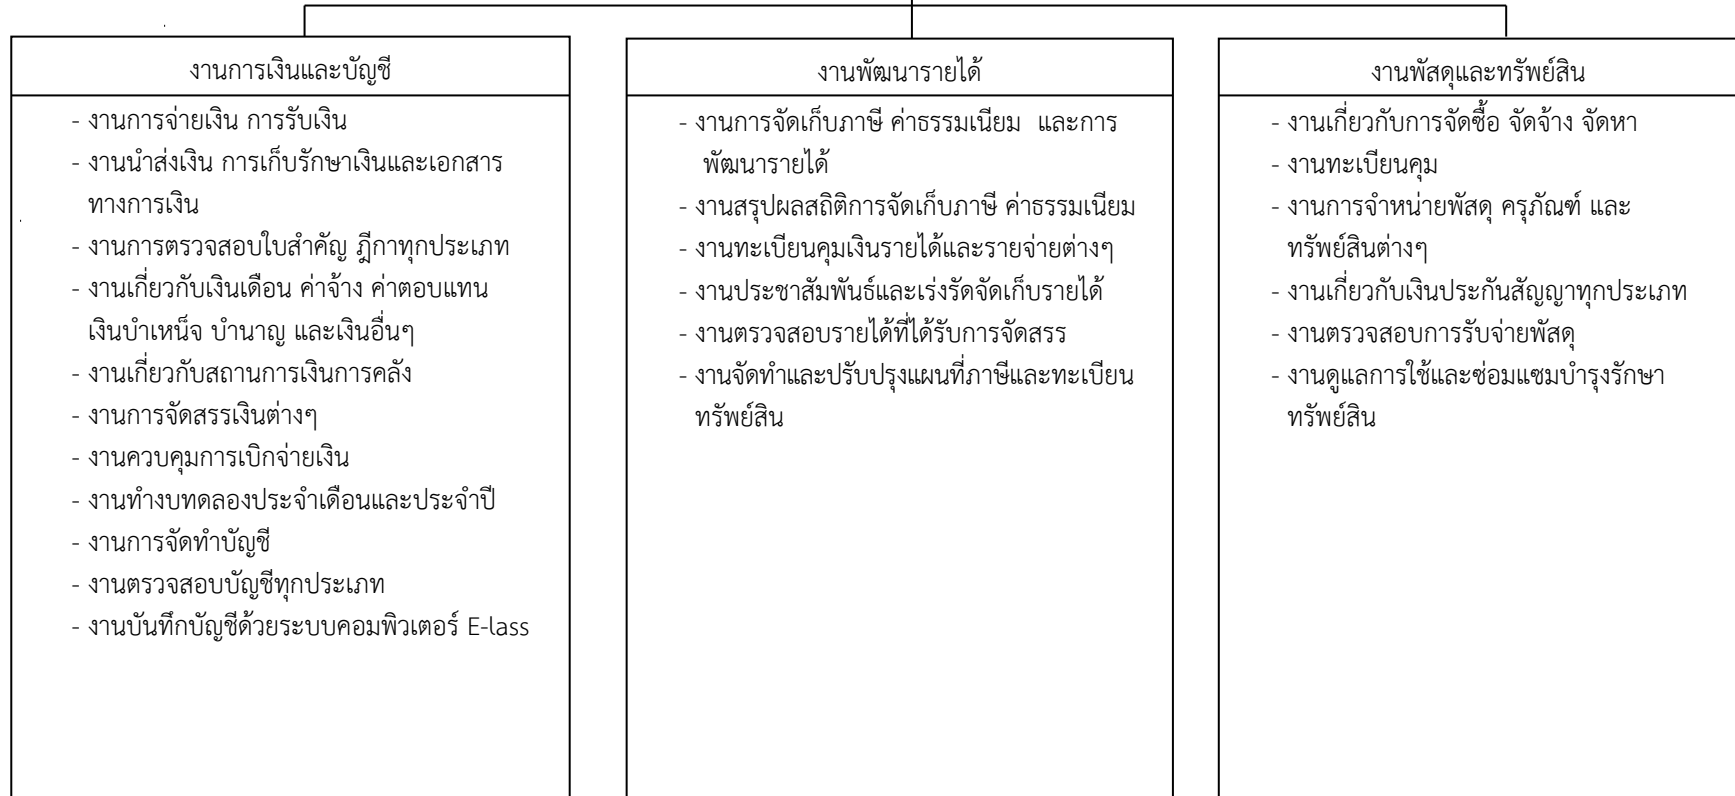 งานการเงินและบัญชี
- งานการจ่ายเงิน การรับเงิน
- งานนำส่งเงิน การเก็บรักษาเงินและเอกสาร
ทางการเงิน
- งานการตรวจสอบใบสำคัญ ฎีกาทุกประเภท
- งานเกี่ยวกับเงินเดือน ค่าจ้าง ค่าตอบแทน
เงินบำเหน็จ บำนาญ และเงินอื่นๆ
- งานเกี่ยวกับสถานการเงินการคลัง
- งานการจัดสรรเงินต่างๆ
- งานควบคุมการเบิกจ่ายเงิน
- งานทำงบทดลองประจำเดือนและประจำปี
- งานการจัดทำบัญชี
- งานตรวจสอบบัญชีทุกประเภท
- งานบันทึกบัญชีด้วยระบบคอมพิวเตอร์ E-lass
งานพัฒนารายได้
- งานการจัดเก็บภาษี ค่าธรรมเนียม และการ
พัฒนารายได้
- งานสรุปผลสถิติการจัดเก็บภาษี ค่าธรรมเนียม
- งานทะเบียนคุมเงินรายได้และรายจ่ายต่างๆ
- งานประชาสัมพันธ์และเร่งรัดจัดเก็บรายได้
- งานตรวจสอบรายได้ที่ได้รับการจัดสรร
- งานจัดทำและปรับปรุงแผนที่ภาษีและทะเบียน
ทรัพย์สิน
งานพัสดุและทรัพย์สิน
- งานเกี่ยวกับการจัดซื้อ จัดจ้าง จัดหา
- งานทะเบียนคุม
- งานการจำหน่ายพัสดุ ครุภัณฑ์ และ
ทรัพย์สินต่างๆ
- งานเกี่ยวกับเงินประกันสัญญาทุกประเภท
- งานตรวจสอบการรับจ่ายพัสดุ
- งานดูแลการใช้และซ่อมแซมบำรุงรักษา
ทรัพย์สิน